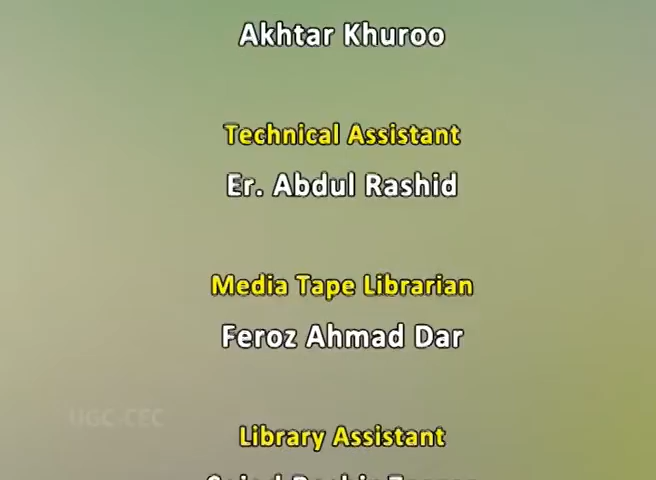 Akhtar Khuroo
Technical Assistant
Er. Abdul Rashid
Media Tape Librarian
Feroz Ahmad Dar
UGC-CEC
Library Assistant